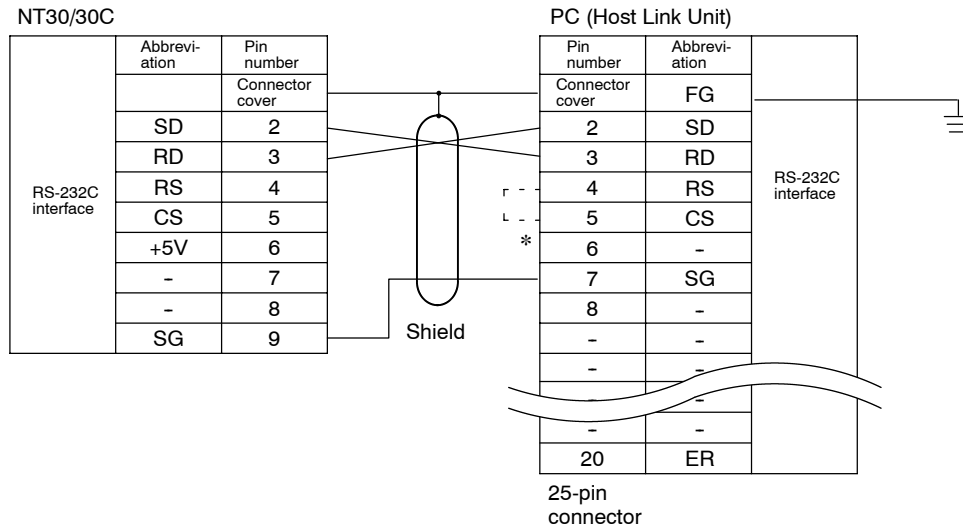 NT30/30C
PC (Host Link Unit)
Abbrevi-
ation
Pin
number
Connector
cover
SD 2
RD 3
RS 4
CS 5
+5V 6
- 7
- 8
SG 9
RS-232C
interface
Shield
*
Pin
number
Abbrevi-
ation
Connector
cover
FG
2 SD
3 RD
4 RS
5 CS
6 -
7 SG
8 -
- -
- -
- -
- -
20 ER
RS-232C
interface
25-pin
connector